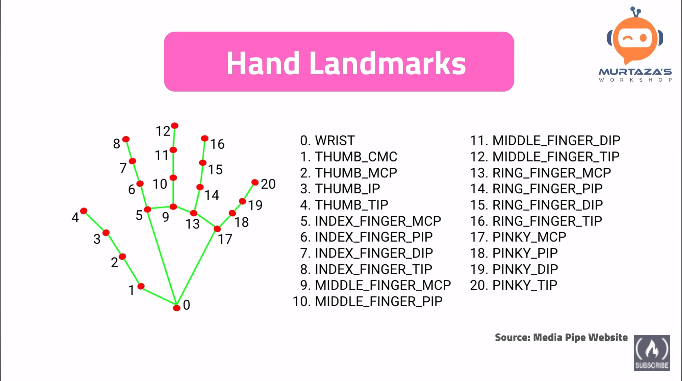 Hand Landmarks
MURTAZA'S
WORKSHOP
12
8
16
11
7
15
10
20
6
14
19
5
9
13
18
4
17
3
2
1
0
0. WRIST
1. THUMB_CMC
2. THUMB_MCP
3. THUMB_IP
4. THUMB_TIP
5. INDEX_FINGER_MCP
6. INDEX_FINGER_PIP
7. INDEX_FINGER_DIP
8. INDEX_FINGER_TIP
9. MIDDLE_FINGER_MCP
10. MIDDLE_FINGER_PIP
11. MIDDLE_FINGER_DIP
12. MIDDLE_FINGER_TIP
13. RING_FINGER_MCP
14. RING_FINGER_PIP
15. RING_FINGER_DIP
16. RING_FINGER_TIP
17. PINKY_MCP
18. PINKY_PIP
19. PINKY_DIP
20. PINKY_TIP
Source: Media Pipe Website
SUBSCRIBE